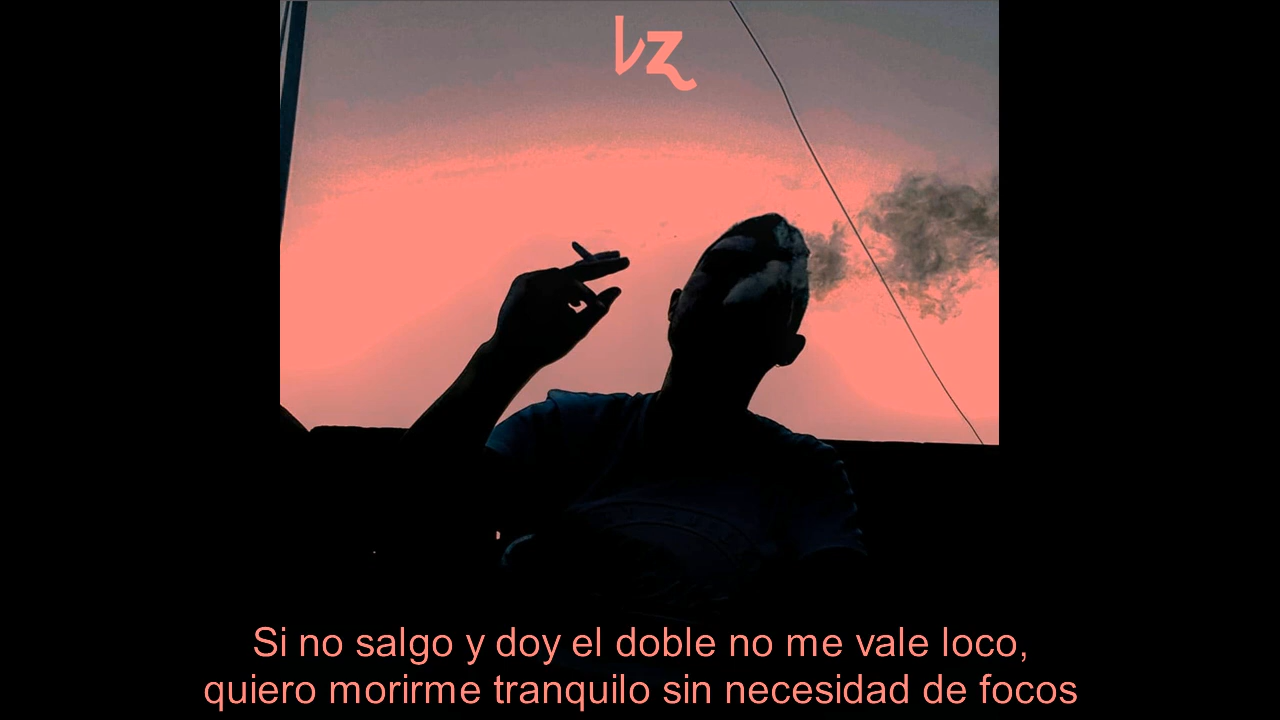 lz
Si no salgo y doy el doble no me vale loco,
quiero morirme tranquilo sin necesidad de focos